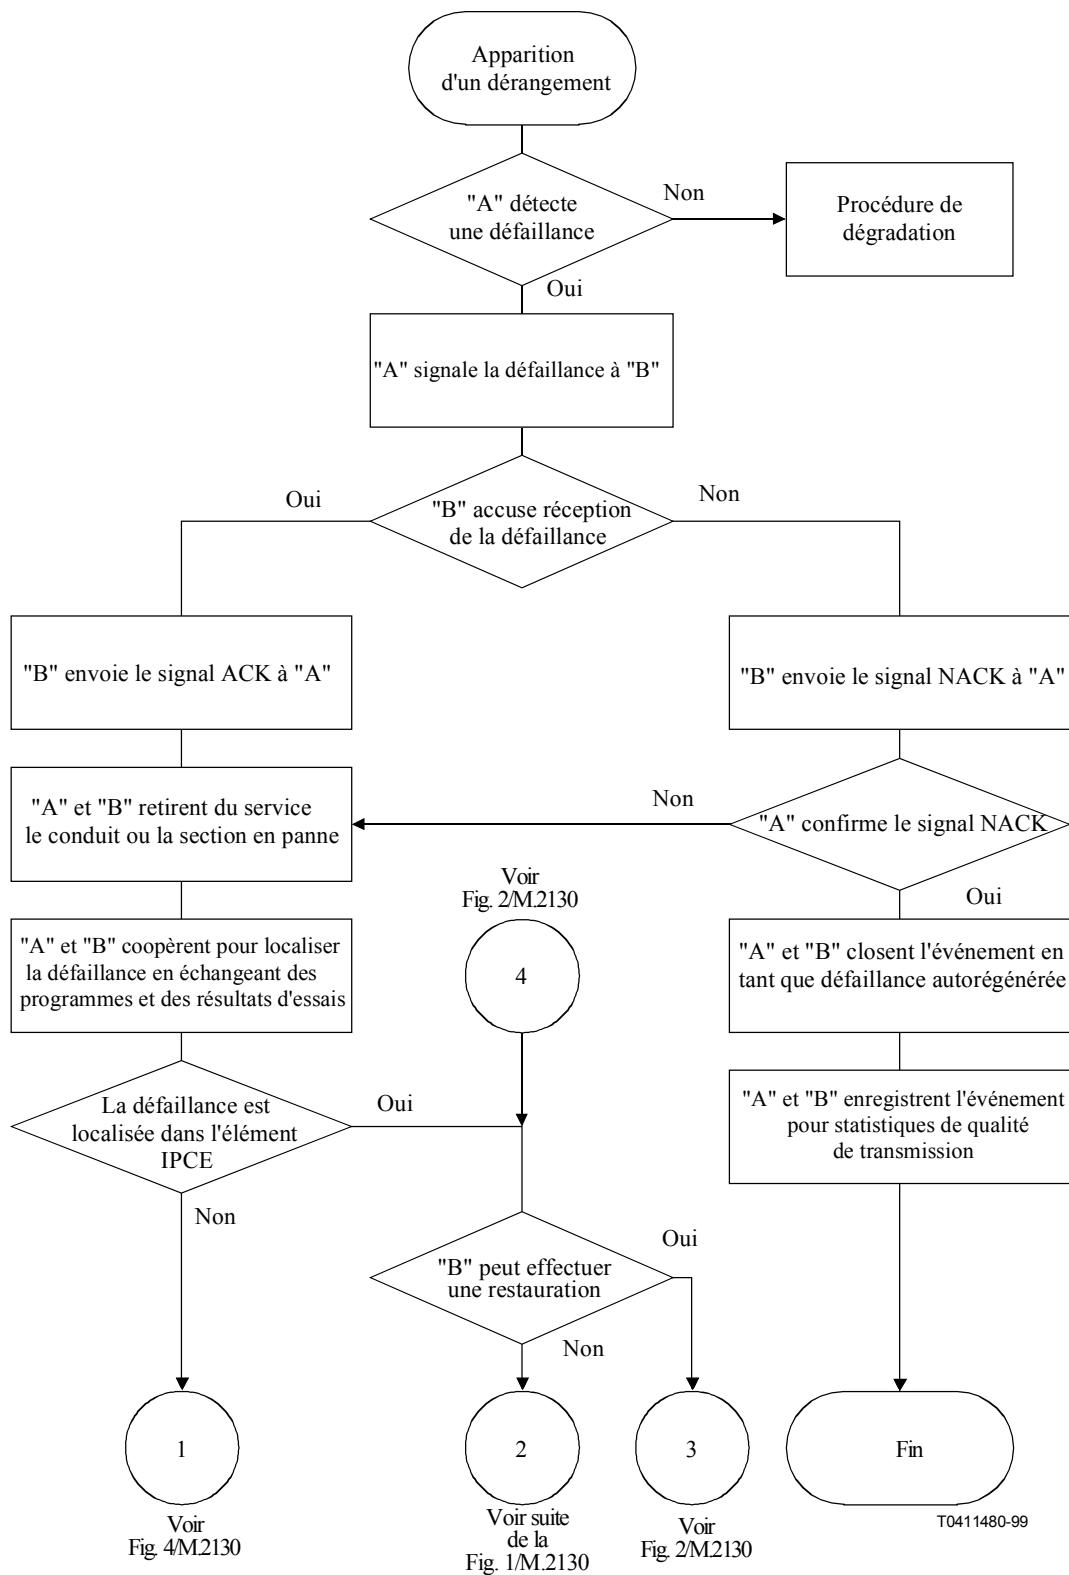 Apparition
d'un dérangement
"A" détecte
une défaillance
Non
Procédure de
dégradation
Oui
"A" signale la défaillance à "B"
Oui
"B" accuse réception
de la défaillance
Non
"B" envoie le signal ACK à "A"
"B" envoie le signal NACK à "A"
"A" et "B" retirent du service
le conduit ou la section en panne
Non
"A" confirme le signal NACK
Oui
Voir
Fig. 2/M.2130
4
"A" et "B" coopèrent pour localiser
la défaillance en échangeant des
programmes et des résultats d'essais
"A" et "B" closent l'événement en
tant que défaillance autorégénérée
La défaillance est
localisée dans l'élément
IPCE
Oui
Non
"A" et "B" enregistrent l'événement
pour statistiques de qualité
de transmission
"B" peut effectuer
une restauration
Oui
Non
1
2
3
Fin
Voir
Fig. 4/M.2130
Voir suite
de la
Fig. 1/M.2130
Voir
Fig. 2/M.2130
T0411480-99